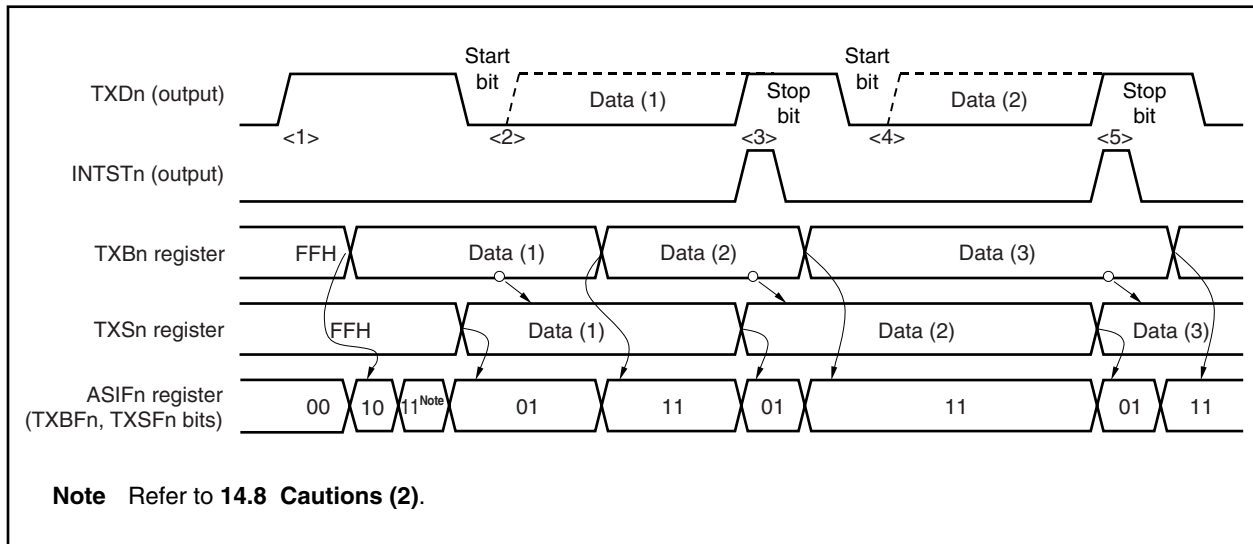 Start
bit
Start
bit
TXDn (output)
Data (1)
Stop
bit
Data (2)
Stop
bit
<1>
<2>
<3>
<4>
<5>
INTSTn (output)
TXBn register
FFH
Data (1)
Data (2)
Data (3)
TXSn register
FFH
Data (1)
Data (2)
Data (3)
ASIFn register
(TXBFn, TXSFn bits)
00
10
11Note
01
11
01
11
01
11
Note Refer to 14.8 Cautions (2).